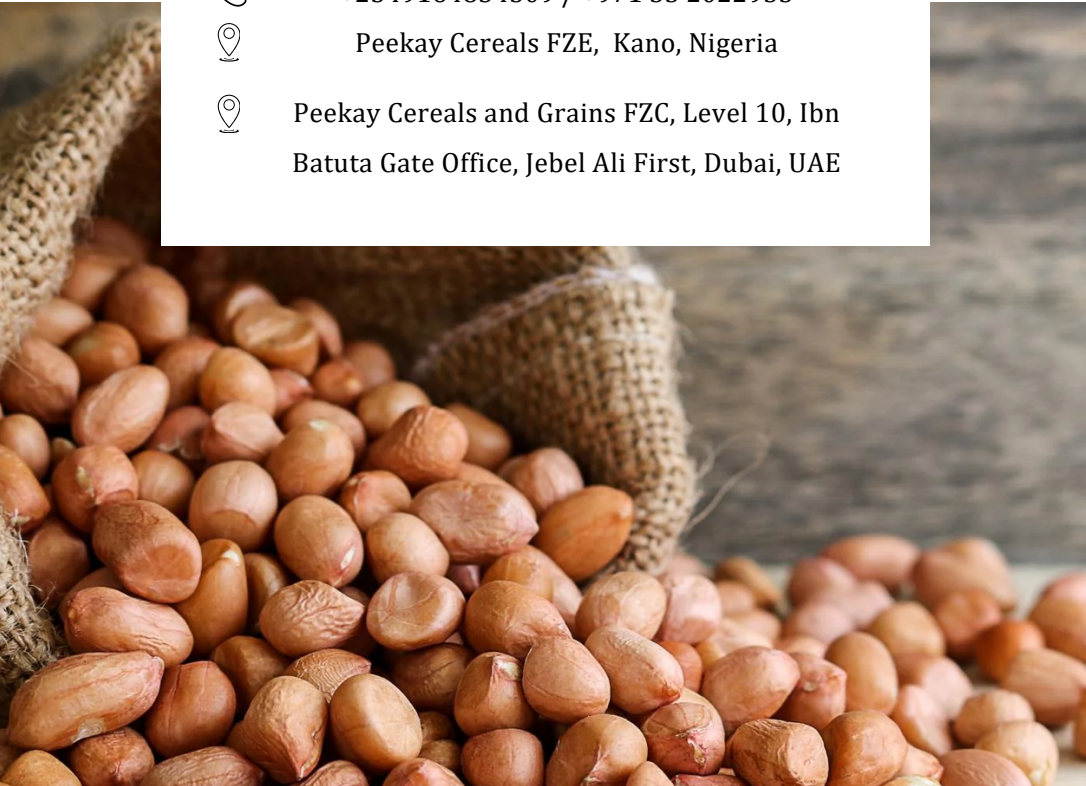 Peekay Cereals FZE, Kano, Nigeria
Peekay Cereals and Grains FZC, Level 10, Ibn
Batuta Gate Office, Jebel Ali First, Dubai, UAE